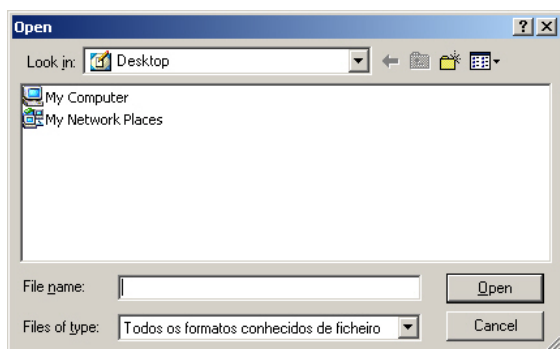 Open
Look in: Desktop
My Computer
My Network Places
File name:
Open
Files of type: Todos os formatos conhecidos de ficheiro
Cancel